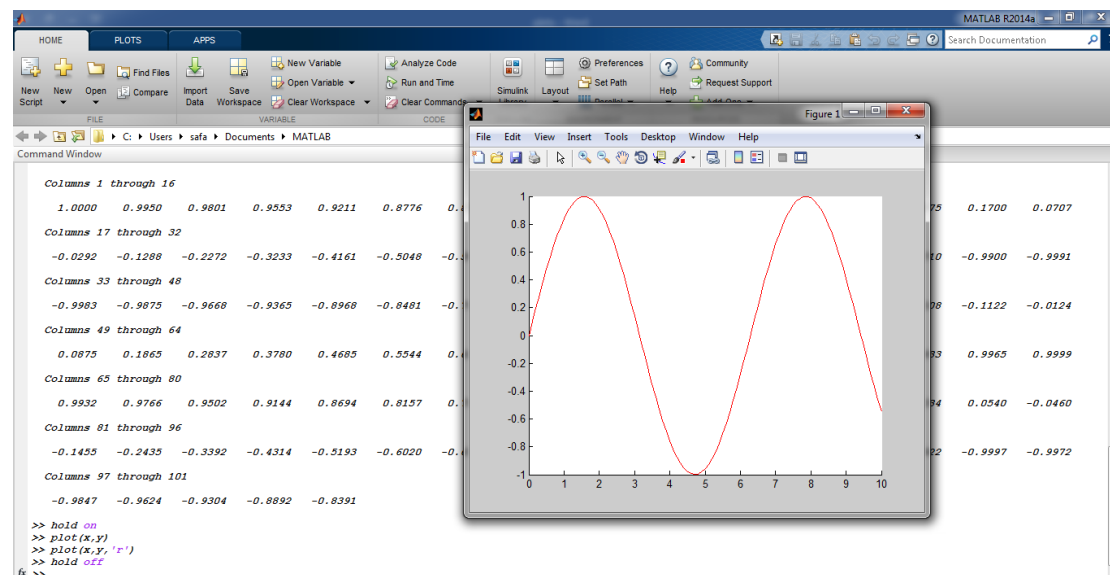 MATLAB R2014a
HOME PLOTS APPS
Search Documentation
New Script
New
Open
Find Files
Compare
Import Data
Save Workspace
New Variable
Open Variable
Clear Workspace
Analyze Code
Run and Time
Clear Commands
Simulink Library
Layout
Preferences
Set Path
Parallel
Help
Community
Request Support
Add-Ons
FILE VARIABLE CODE
C: Users safa Documents MATLAB
Command Window
Columns 1 through 16
1.0000 0.9950 0.9801 0.9553 0.9211 0.8776 0.1700 0.0707
Columns 17 through 32
-0.0292 -0.1288 -0.2272 -0.3233 -0.4161 -0.5048 -0.9900 -0.9991
Columns 33 through 48
-0.9983 -0.9875 -0.9668 -0.9365 -0.8968 -0.8481 -0.1122 -0.0124
Columns 49 through 64
0.0875 0.1865 0.2837 0.3780 0.4685 0.5544 0.9965 0.9999
Columns 65 through 80
0.9932 0.9766 0.9502 0.9144 0.8694 0.8157 0.0540 -0.0460
Columns 81 through 96
-0.1455 -0.2435 -0.3392 -0.4314 -0.5193 -0.6020 -0.9997 -0.9972
Columns 97 through 101
-0.9847 -0.9624 -0.9304 -0.8892 -0.8391
>> hold on
>> plot(x,y)
>> plot(x,y,'r')
>> hold off
fx >>
Figure 1
File Edit View Insert Tools Desktop Window Help
1
0.8
0.6
0.4
0.2
0
-0.2
-0.4
-0.6
-0.8
-1
0 1 2 3 4 5 6 7 8 9 10